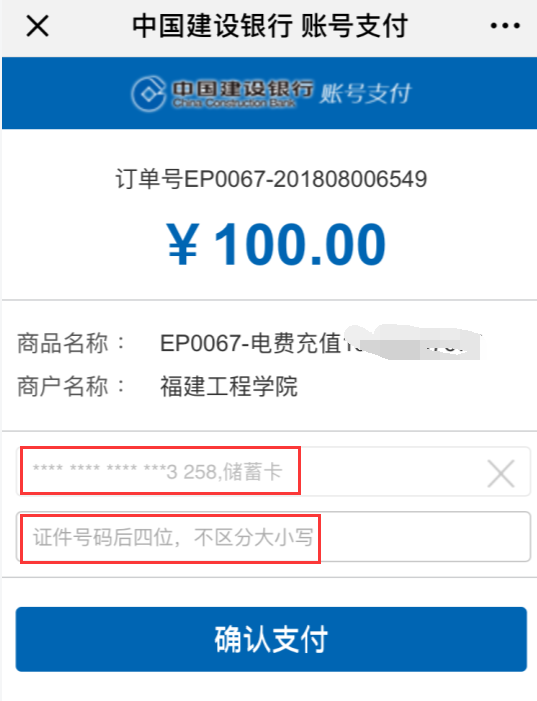 中国建设银行 账号支付
中国建设银行 账号支付
China Construction Bank
订单号EP0067-201808006549
¥100.00
商品名称： EP0067-电费充值
商户名称： 福建工程学院
**** **** **** ***3 258,储蓄卡
证件号码后四位，不区分大小写
确认支付